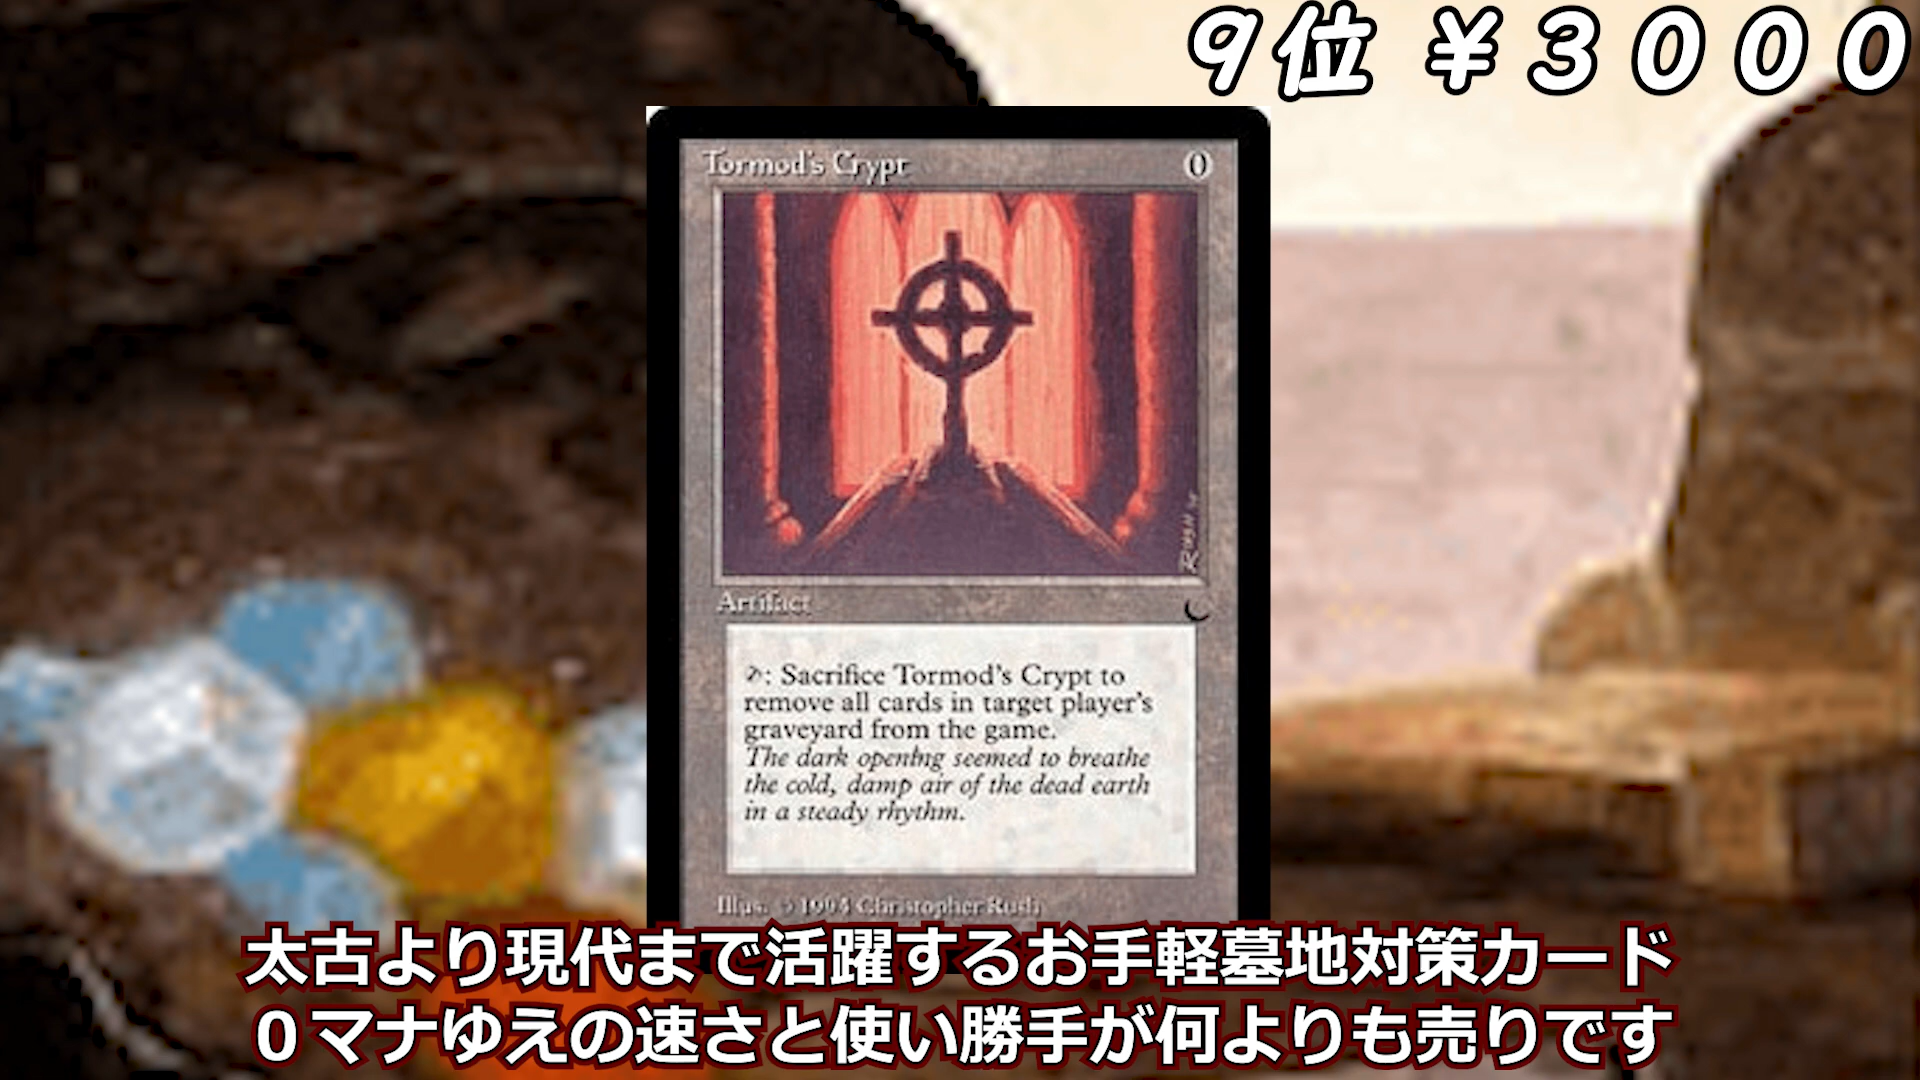 9位 ￥３０００
Tormod's Crypt 0
RUSH
Artifact
: Sacrifice Tormod's Crypt to
remove all cards in target player's
graveyard from the game.
The dark opening seemed to breathe
the cold, damp air of the dead earth
in a steady rhythm.
Illus. © 1994 Christopher Rush
太古より現代まで活躍するお手軽墓地対策カード
０マナゆえの速さと使い勝手が何よりも売りです